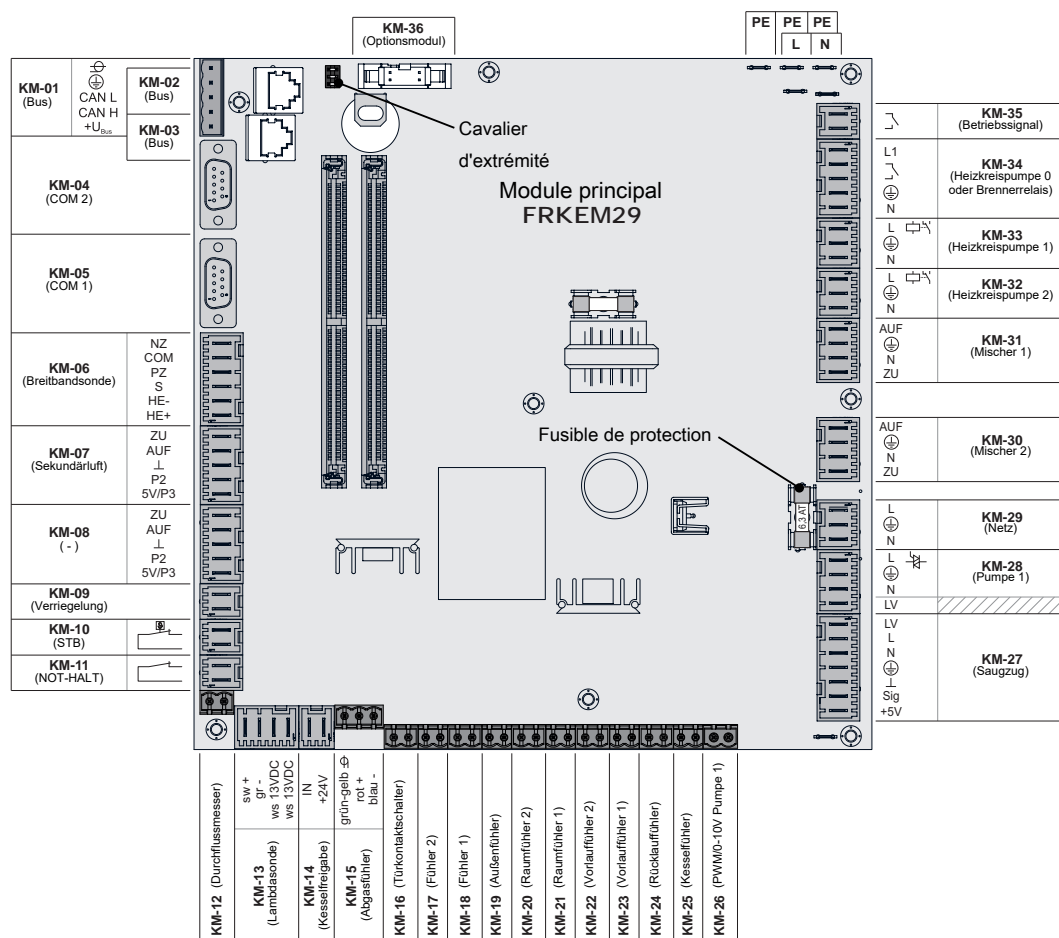 KM-36
(Optionsmodul)
PE PE PE
L N
KM-01
(Bus)
CAN L
CAN H
+UBus
KM-02
(Bus)
KM-03
(Bus)
KM-04
(COM 2)
KM-05
(COM 1)
KM-06
(Breitbandsonde)
NZ
COM
PZ
S
HE-
HE+
KM-07
(Sekundärluft)
ZU
AUF
⊥
P2
5V/P3
KM-08
( - )
ZU
AUF
⊥
P2
5V/P3
KM-09
(Verriegelung)
KM-10
(STB)
KM-11
(NOT-HALT)
Cavalier
d'extrémité
Module principal
FRKEM29
Fusible de protection
6,3 AT
KM-35
(Betriebssignal)
L1
N
KM-34
(Heizkreispumpe 0
oder Brennerrelais)
L
N
KM-33
(Heizkreispumpe 1)
L
N
KM-32
(Heizkreispumpe 2)
AUF
N
ZU
KM-31
(Mischer 1)
AUF
N
ZU
KM-30
(Mischer 2)
L
N
KM-29
(Netz)
L
N
LV
KM-28
(Pumpe 1)
LV
L
N
⊥
Sig
+5V
KM-27
(Saugzug)
KM-12 (Durchflussmesser)
KM-13
(Lambdasonde)
sw +
gr -
ws 13VDC
ws 13VDC
KM-14
(Kesselfreigabe)
IN
+24V
KM-15
(Abgasfühler)
grün-gelb
rot +
blau -
KM-16 (Türkontaktschalter)
KM-17 (Fühler 2)
KM-18 (Fühler 1)
KM-19 (Außenfühler)
KM-20 (Raumfühler 2)
KM-21 (Raumfühler 1)
KM-22 (Vorlauffühler 2)
KM-23 (Vorlauffühler 1)
KM-24 (Rücklauffühler)
KM-25 (Kesselfühler)
KM-26 (PWM/0-10V Pumpe 1)